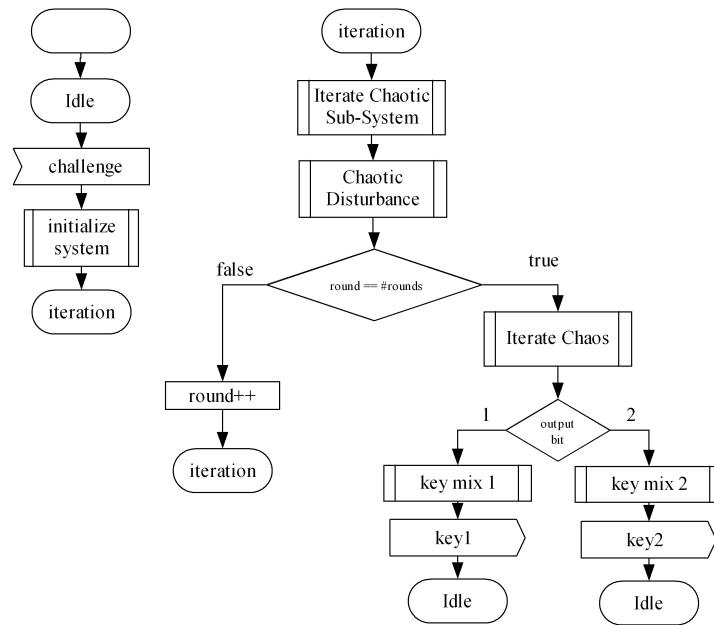 Idle
challenge
initialize
system
iteration
iteration
Iterate Chaotic
Sub-System
Chaotic
Disturbance
round == #rounds
false
true
round++
iteration
Iterate Chaos
output
bit
1
2
key mix 1
key1
Idle
key mix 2
key2
Idle